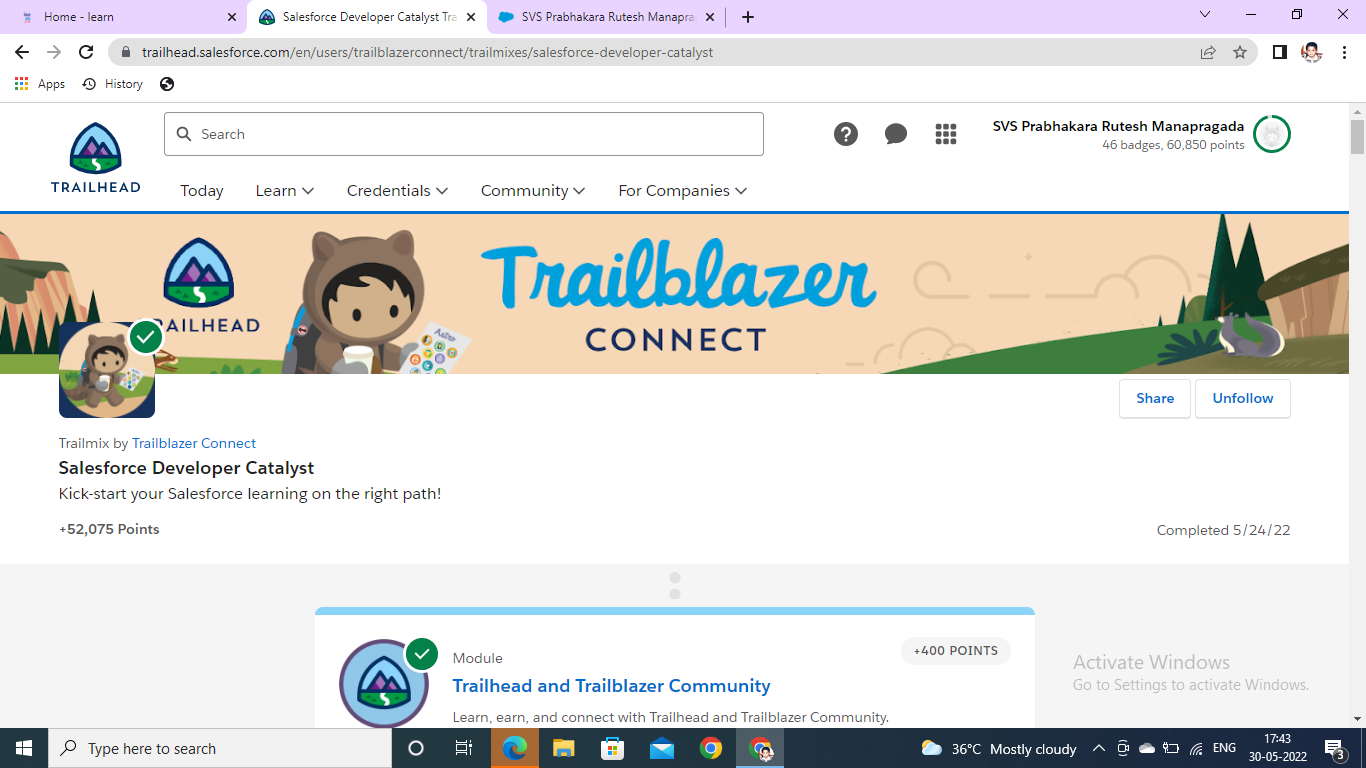 Home - learn
Salesforce Developer Catalyst Tra
SVS Prabhakara Rutesh Manapra
trailhead.salesforce.com/en/users/trailblazerconnect/trailmixes/salesforce-developer-catalyst
Apps History
TRAILHEAD
Search
SVS Prabhakara Rutesh Manapragada
46 badges, 60,850 points
Today Learn Credentials Community For Companies
Trailblazer
CONNECT
RAILHEAD
Astro
Share Unfollow
Trailmix by Trailblazer Connect
Salesforce Developer Catalyst
Kick-start your Salesforce learning on the right path!
+52,075 Points
Completed 5/24/22
Module
+400 POINTS
Trailhead and Trailblazer Community
Learn, earn, and connect with Trailhead and Trailblazer Community.
Activate Windows
Go to Settings to activate Windows.
Type here to search
36°C Mostly cloudy
ENG
17:43
30-05-2022
3